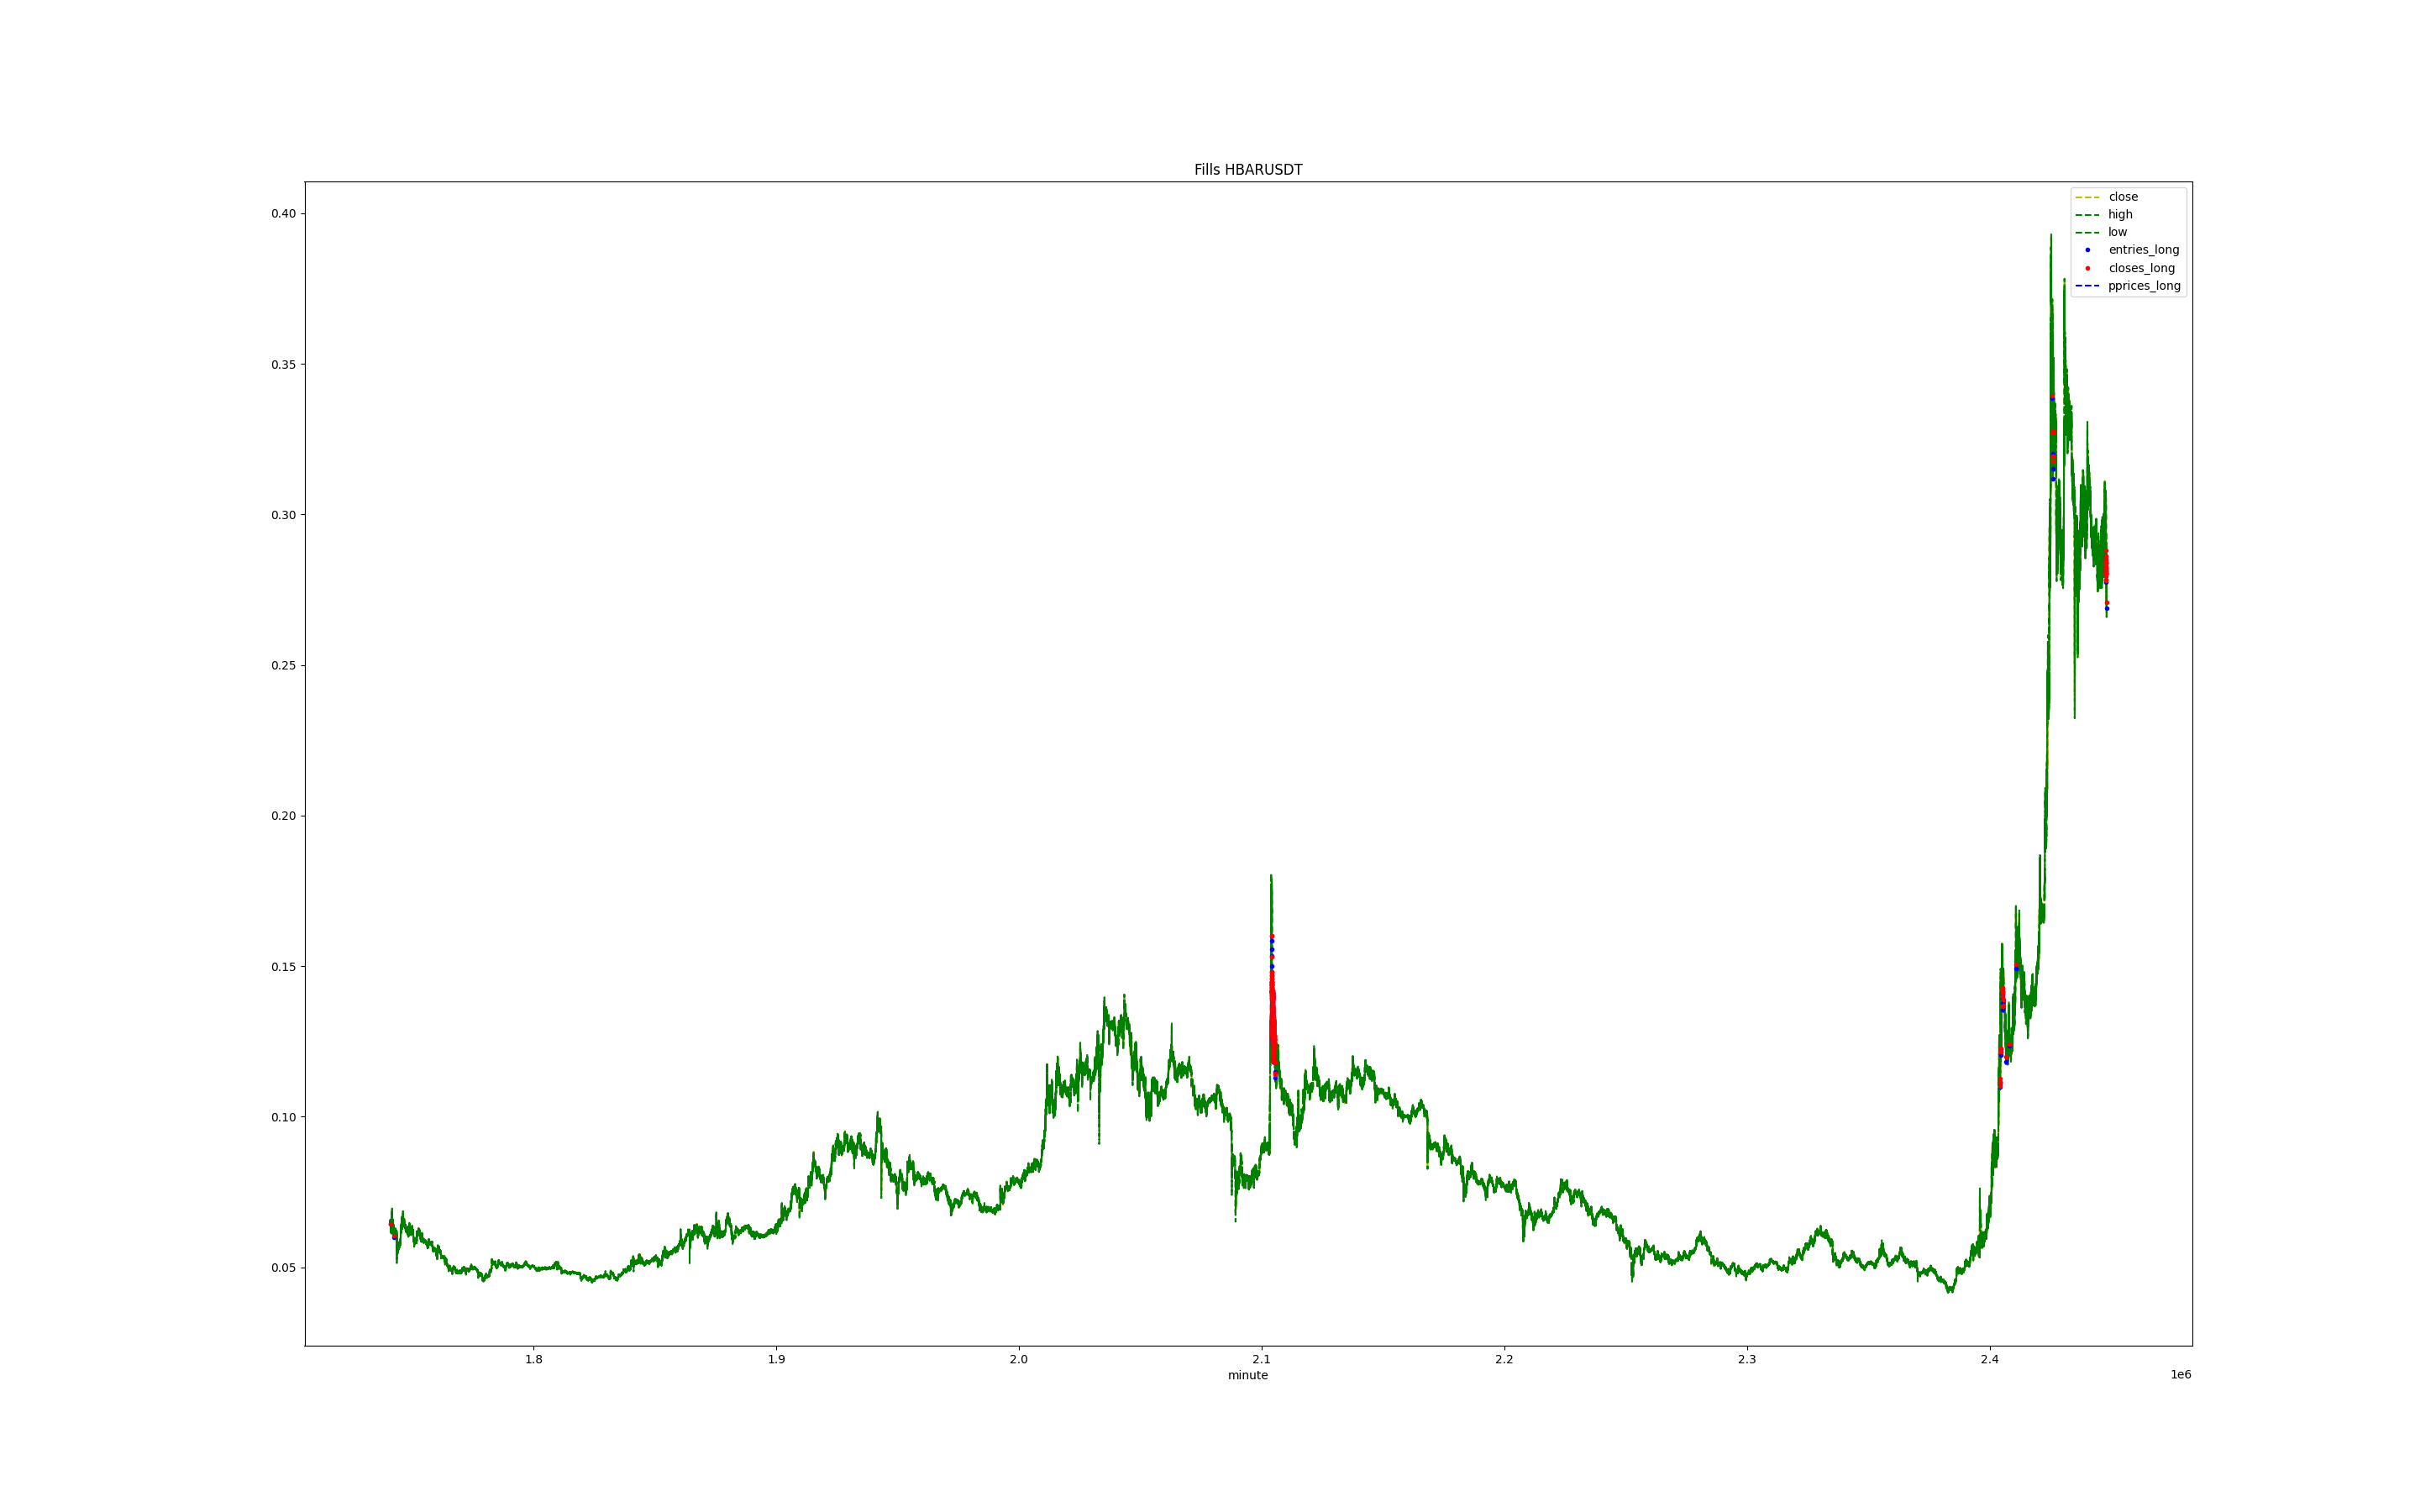 Fills HBARUSDT
close
high
low
entries_long
closes_long
pprices_long
0.40
0.35
0.30
0.25
0.20
0.15
0.10
0.05
1.8 1.9 2.0 2.1 2.2 2.3 2.4
minute 1e6